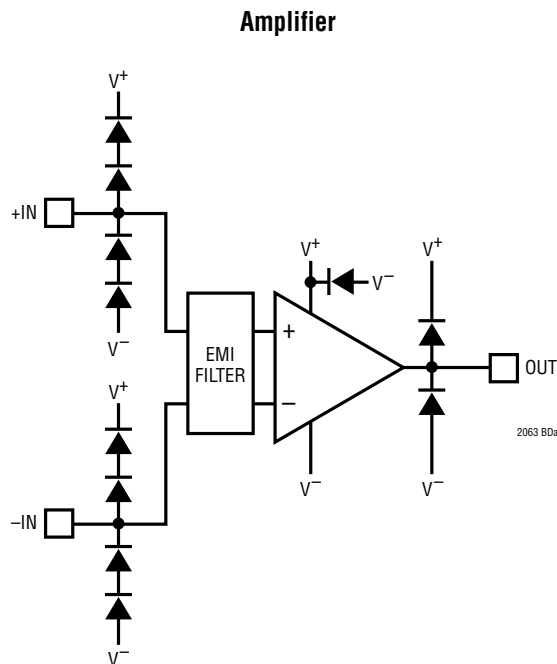 Amplifier
V+
+IN
V–
V+
V–
V+
EMI
FILTER
+
–
OUT
2063 BDa
V+
–IN
V–
V–
V–